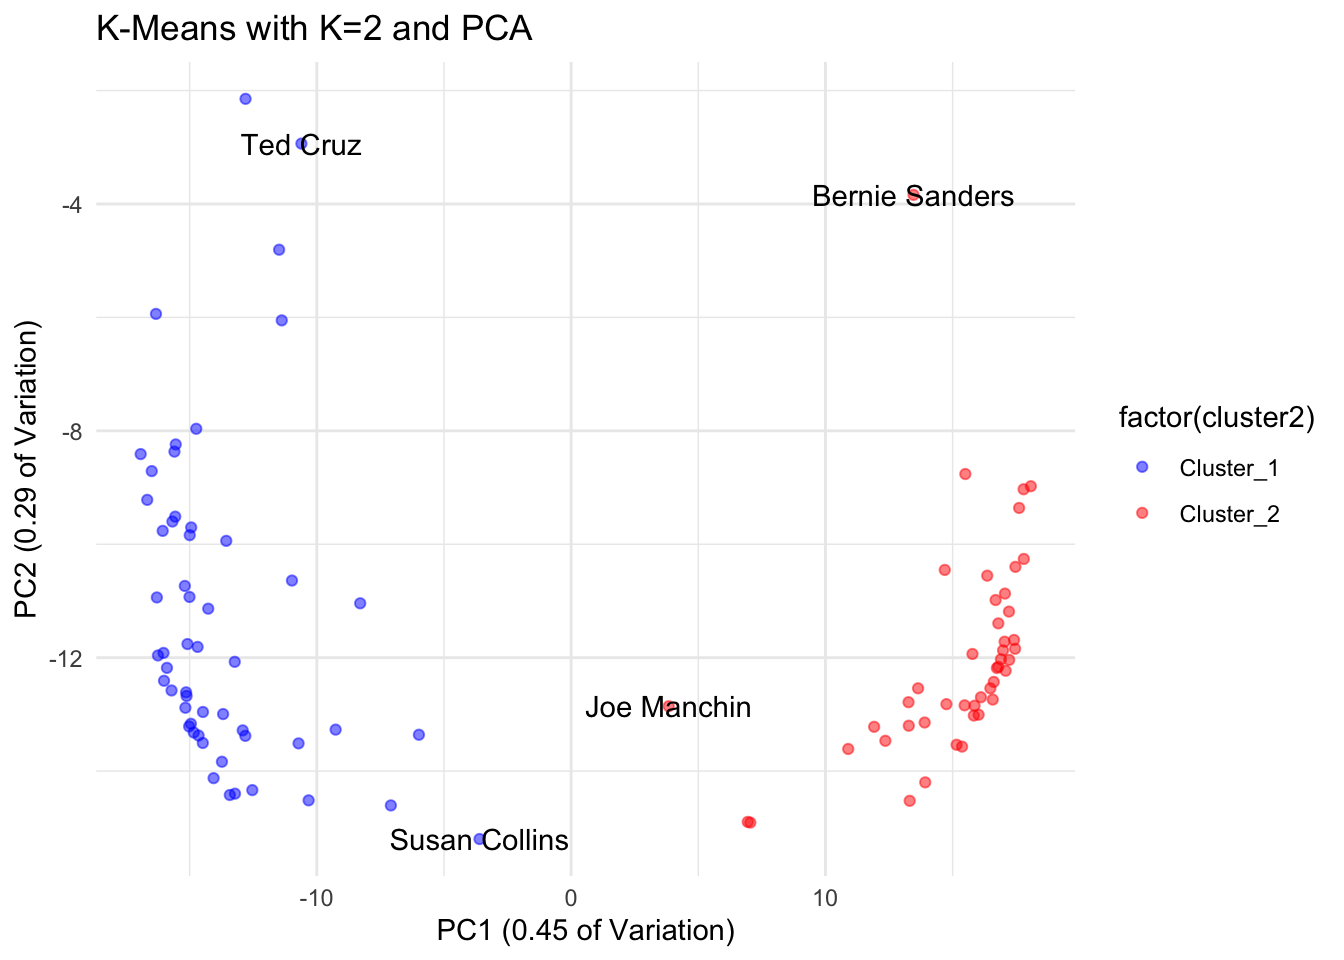 K-Means with K=2 and PCA
Ted Cruz
Bernie Sanders
Joe Manchin
Susan Collins
-4
-8
-12
PC2 (0.29 of Variation)
-10
0
10
PC1 (0.45 of Variation)
factor(cluster2)
Cluster_1
Cluster_2